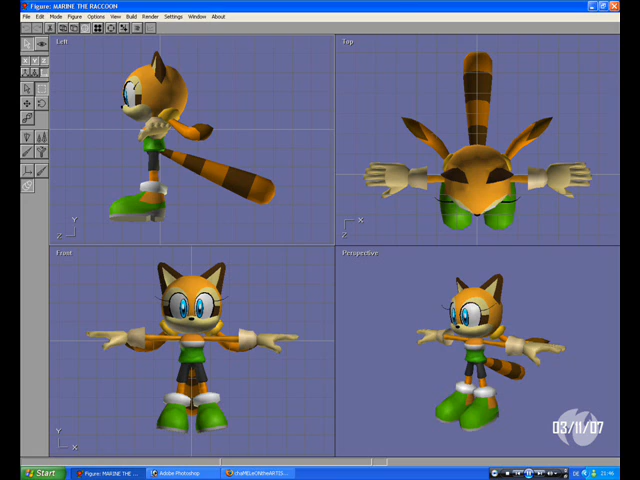 Figure: MARINE THE RACCOON
File Edit Mode Figure Options View Build Render Settings Window About
X Y Z
Left
Top
Y
Z
X
Z
Front
Perspective
Y
X
03/11/07
Start
Figure: MARINE THE ...
Adobe Photoshop
chaMELeONtheARTIS...
DE
21:46